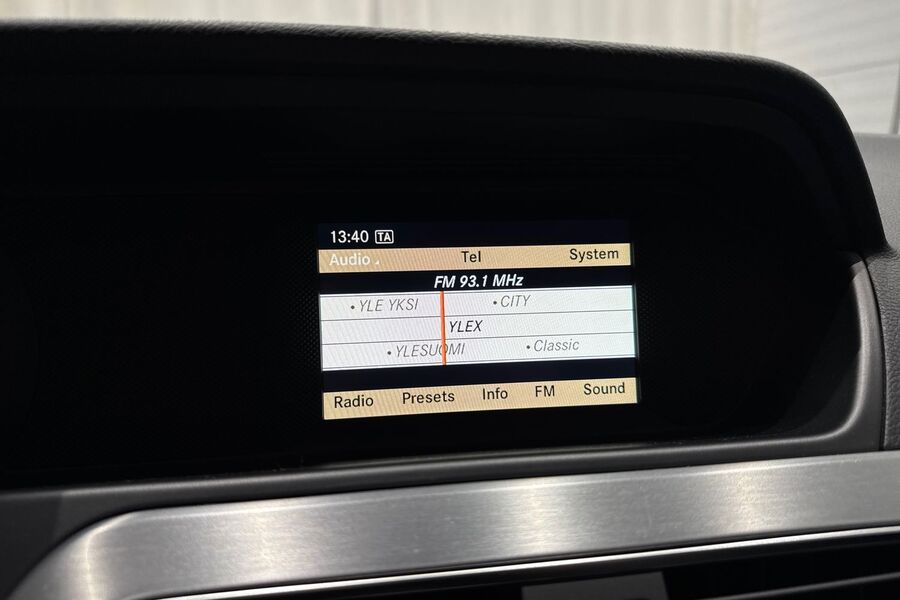 13:40 TA
Audio Tel System
FM 93.1 MHz
• YLE YKSI • CITY
YLEX
• YLESUOMI • Classic
Radio Presets Info FM Sound